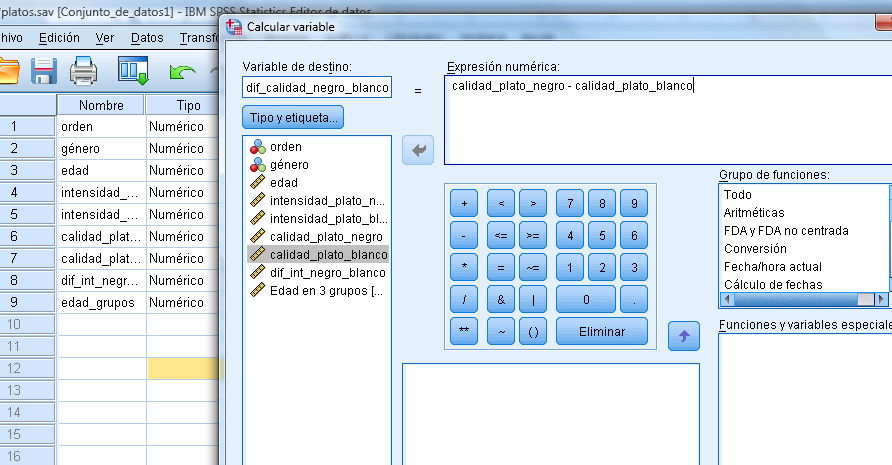 platos.sav [Conjunto_de_datos1] - IBM SPSS Statistics Editor de datos
hivo Edición Ver Datos Transfo
Nombre Tipo
1 orden Numérico
2 género Numérico
3 edad Numérico
4 intensidad_... Numérico
5 intensidad_... Numérico
6 calidad_plat... Numérico
7 calidad_plat... Numérico
8 dif_int_negr... Numérico
9 edad_grupos Numérico
10
11
12
13
14
15
16
Calcular variable
Variable de destino:
dif_calidad_negro_blanco
Tipo y etiqueta...
=
Expresión numérica:
calidad_plato_negro - calidad_plato_blanco
orden
género
edad
intensidad_plato_n...
intensidad_plato_bl...
calidad_plato_negro
calidad_plato_blanco
dif_int_negro_blanco
Edad en 3 grupos [...
+ < > 7 8 9
- <= >= 4 5 6
* = ~= 1 2 3
/ & | 0 .
** ~ ( ) Eliminar
Grupo de funciones:
Todo
Aritméticas
FDA y FDA no centrada
Conversión
Fecha/hora actual
Cálculo de fechas
Funciones y variables especiale